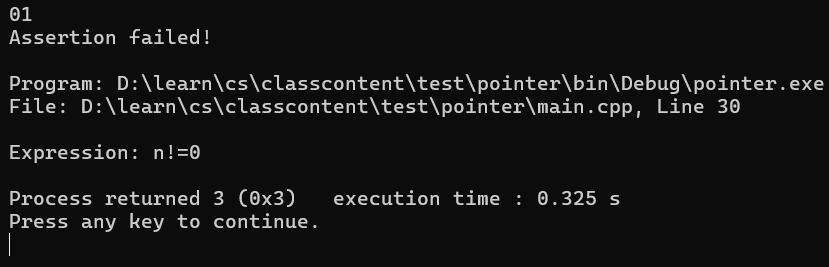 01
Assertion failed!
Program: D:\learn\cs\classcontent\test\pointer\bin\Debug\pointer.exe
File: D:\learn\cs\classcontent\test\pointer\main.cpp, Line 30
Expression: n!=0
Process returned 3 (0x3)   execution time : 0.325 s
Press any key to continue.